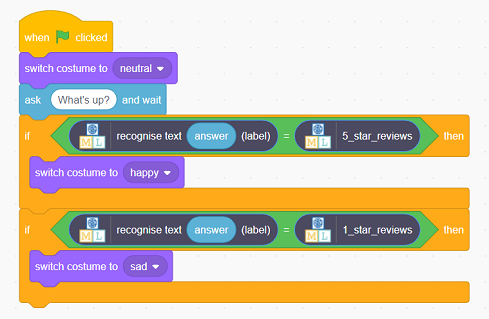 when clicked
switch costume to neutral
ask What's up? and wait
if ML recognise text answer (label) = ML 5_star_reviews then
switch costume to happy
if ML recognise text answer (label) = ML 1_star_reviews then
switch costume to sad